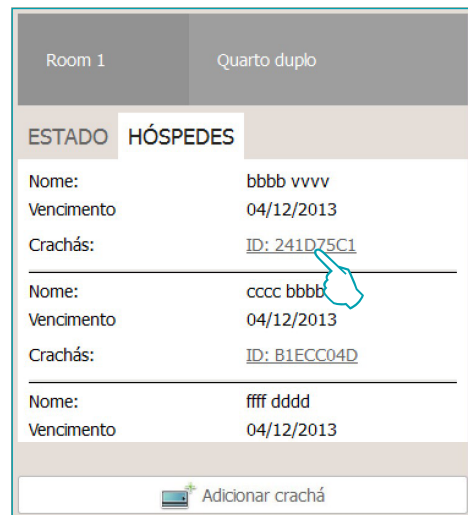 Room 1 Quarto duplo
ESTADO HÓSPEDES
Nome: bbbb vvvv
Vencimento 04/12/2013
Crachás: ID: 241D75C1
Nome: cccc bbbb
Vencimento 04/12/2013
Crachás: ID: B1ECC04D
Nome: ffff dddd
Vencimento 04/12/2013
Adicionar crachá